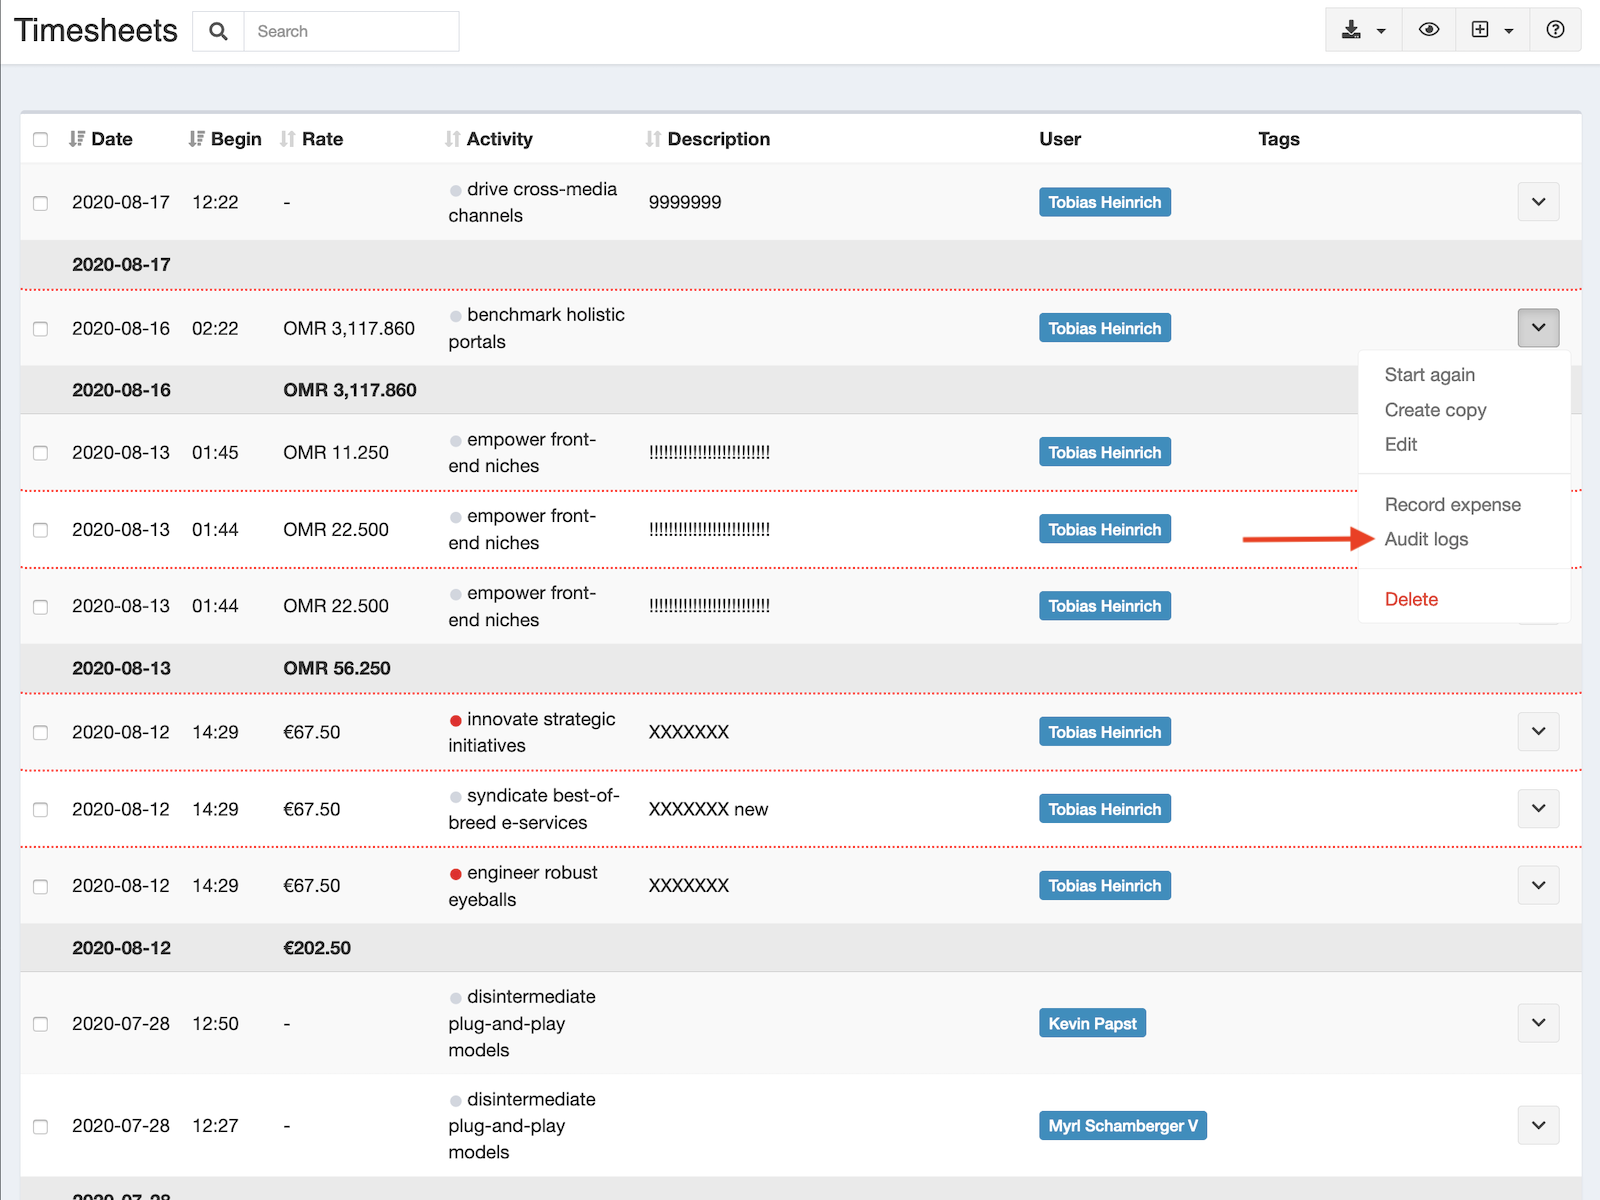 Timesheets
Search
Date Begin Rate Activity Description User Tags
2020-08-17 12:22 - drive cross-media channels 9999999 Tobias Heinrich
2020-08-17
2020-08-16 02:22 OMR 3,117.860 benchmark holistic portals Tobias Heinrich
Start again
Create copy
Edit
Record expense
Audit logs
Delete
2020-08-16 OMR 3,117.860
2020-08-13 01:45 OMR 11.250 empower front-end niches !!!!!!!!!!!!!!!!!!!!!!!!! Tobias Heinrich
2020-08-13 01:44 OMR 22.500 empower front-end niches !!!!!!!!!!!!!!!!!!!!!!!!! Tobias Heinrich
2020-08-13 01:44 OMR 22.500 empower front-end niches !!!!!!!!!!!!!!!!!!!!!!!!! Tobias Heinrich
2020-08-13 OMR 56.250
2020-08-12 14:29 €67.50 innovate strategic initiatives XXXXXXX Tobias Heinrich
2020-08-12 14:29 €67.50 syndicate best-of-breed e-services XXXXXXX new Tobias Heinrich
2020-08-12 14:29 €67.50 engineer robust eyeballs XXXXXXX Tobias Heinrich
2020-08-12 €202.50
2020-07-28 12:50 - disintermediate plug-and-play models Kevin Papst
2020-07-28 12:27 - disintermediate plug-and-play models Myrl Schamberger V
2020-07-28